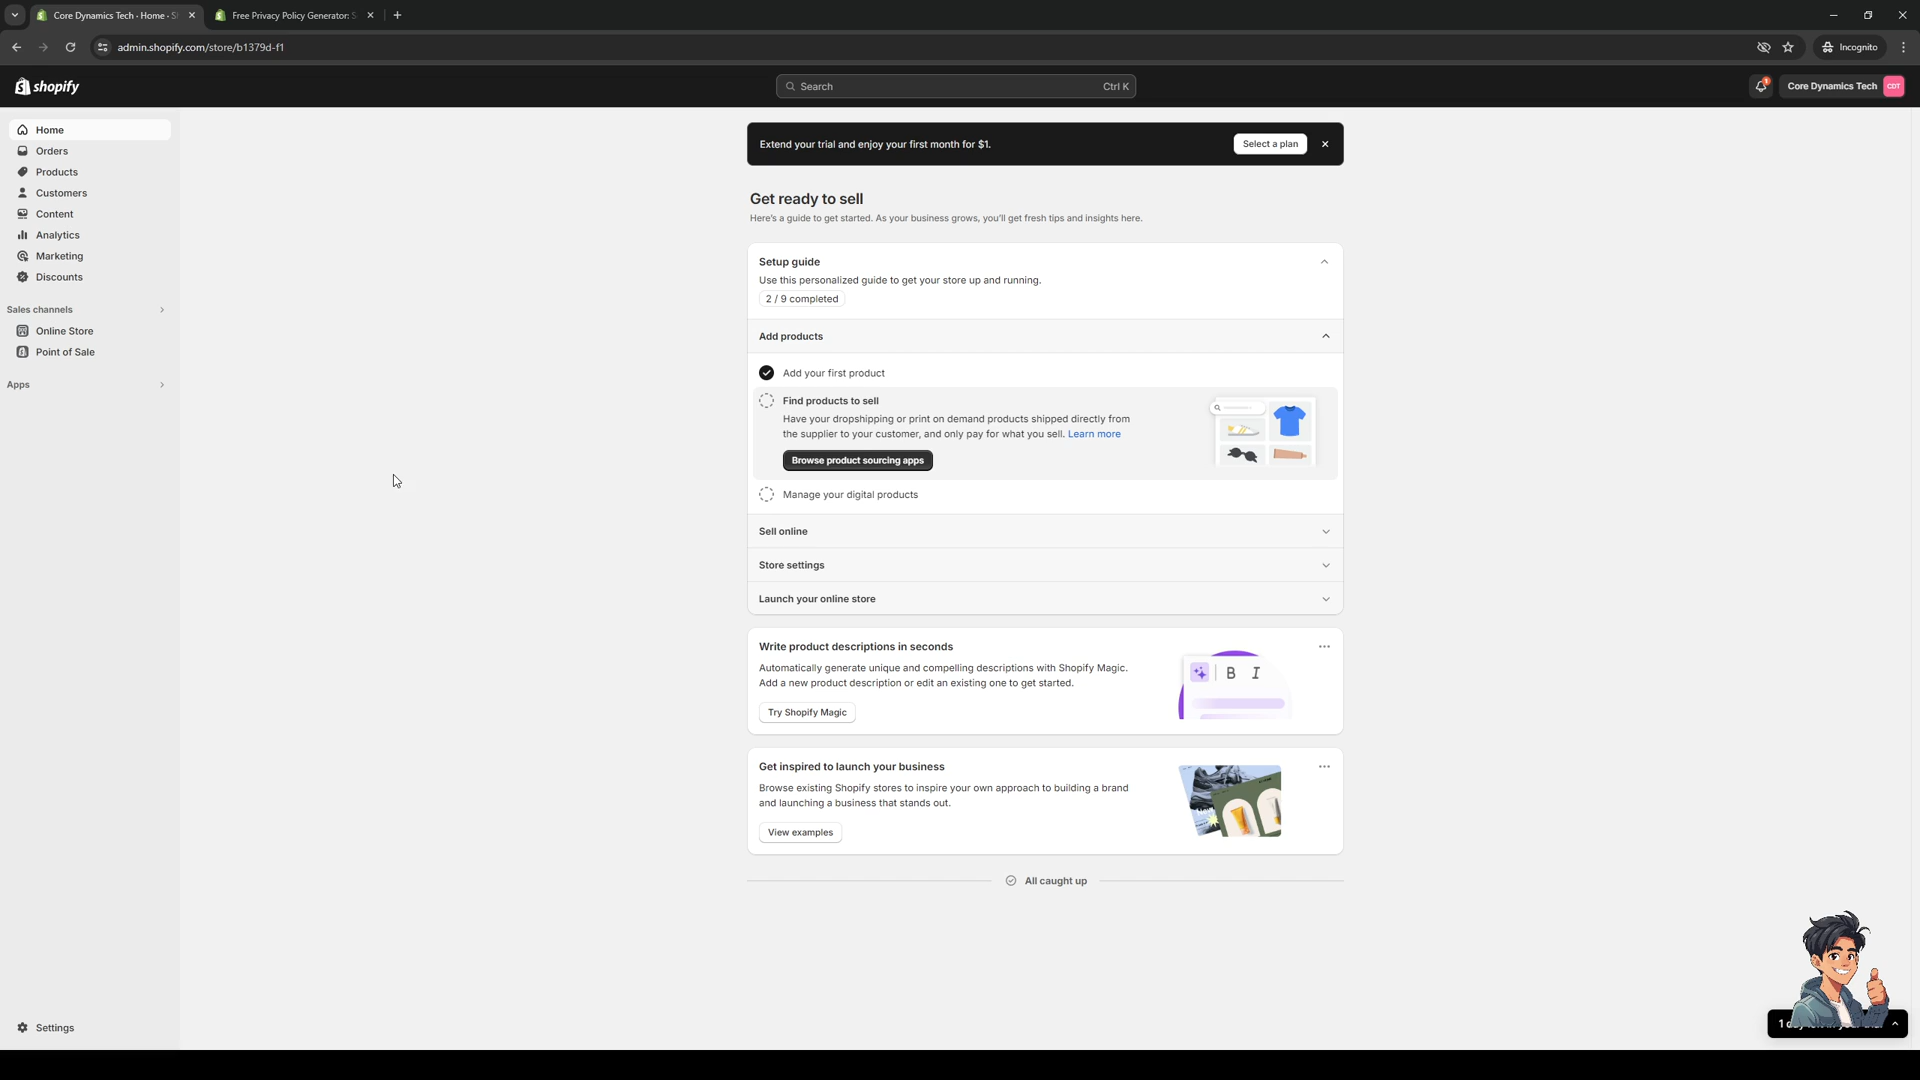 Core Dynamics Tech · Home · S
Free Privacy Policy Generator: S
admin.shopify.com/store/b1379d-f1
Incognito
shopify
Search
Ctrl K
1
Core Dynamics Tech
CDT
Home
Orders
Products
Customers
Content
Analytics
Marketing
Discounts
Sales channels
Online Store
Point of Sale
Apps
Settings
Extend your trial and enjoy your first month for $1.
Select a plan
Get ready to sell
Here's a guide to get started. As your business grows, you'll get fresh tips and insights here.
Setup guide
Use this personalized guide to get your store up and running.
2 / 9 completed
Add products
Add your first product
Find products to sell
Have your dropshipping or print on demand products shipped directly from
the supplier to your customer, and only pay for what you sell. Learn more
Browse product sourcing apps
Manage your digital products
Sell online
Store settings
Launch your online store
Write product descriptions in seconds
Automatically generate unique and compelling descriptions with Shopify Magic.
Add a new product description or edit an existing one to get started.
B I
Try Shopify Magic
Get inspired to launch your business
Browse existing Shopify stores to inspire your own approach to building a brand
and launching a business that stands out.
View examples
All caught up
1